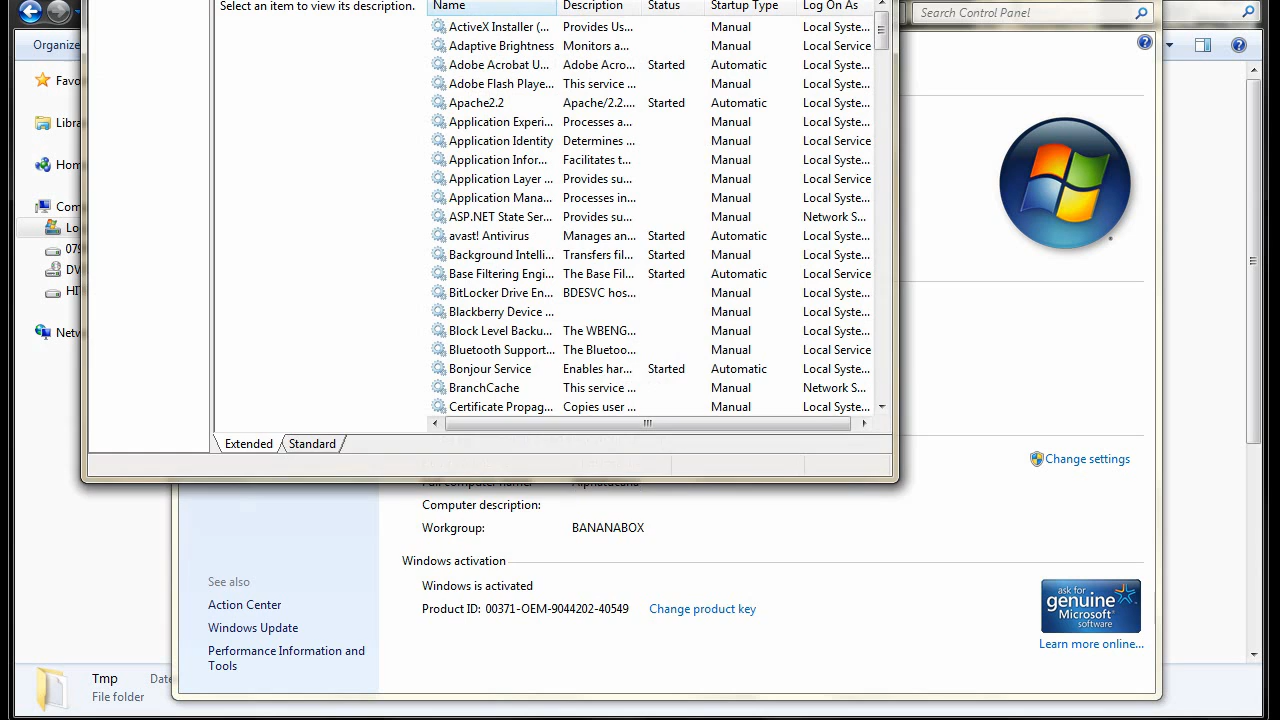 Select an item to view its description.
Name Description Status Startup Type Log On As
ActiveX Installer (... Provides Us... Manual Local Syste...
Adaptive Brightness Monitors a... Manual Local Service
Adobe Acrobat U... Adobe Acro... Started Automatic Local Syste...
Adobe Flash Playe... This service ... Manual Local Syste...
Apache2.2 Apache/2.2.... Started Automatic Local Syste...
Application Experi... Processes a... Manual Local Syste...
Application Identity Determines ... Manual Local Service
Application Infor... Facilitates t... Manual Local Syste...
Application Layer ... Provides su... Manual Local Service
Application Mana... Processes in... Manual Local Syste...
ASP.NET State Ser... Provides su... Manual Network S...
avast! Antivirus Manages an... Started Automatic Local Syste...
Background Intelli... Transfers fil... Started Manual Local Syste...
Base Filtering Engi... The Base Fil... Started Automatic Local Service
BitLocker Drive En... BDESVC hos... Manual Local Syste...
Blackberry Device ... Manual Local Syste...
Block Level Backu... The WBENG... Manual Local Syste...
Bluetooth Support... The Bluetoo... Manual Local Service
Bonjour Service Enables har... Started Automatic Local Syste...
BranchCache This service ... Manual Network S...
Certificate Propag... Copies user ... Manual Local Syste...
Extended Standard
Search Control Panel
Organize
Favo
Libra
Hom
Com
Lo
079
DV
HI
Netw
Change settings
Computer description:
Workgroup: BANANABOX
Windows activation
Windows is activated
Product ID: 00371-OEM-9044202-40549 Change product key
ask for
genuine
Microsoft
software
Learn more online...
See also
Action Center
Windows Update
Performance Information and
Tools
Tmp Date
File folder